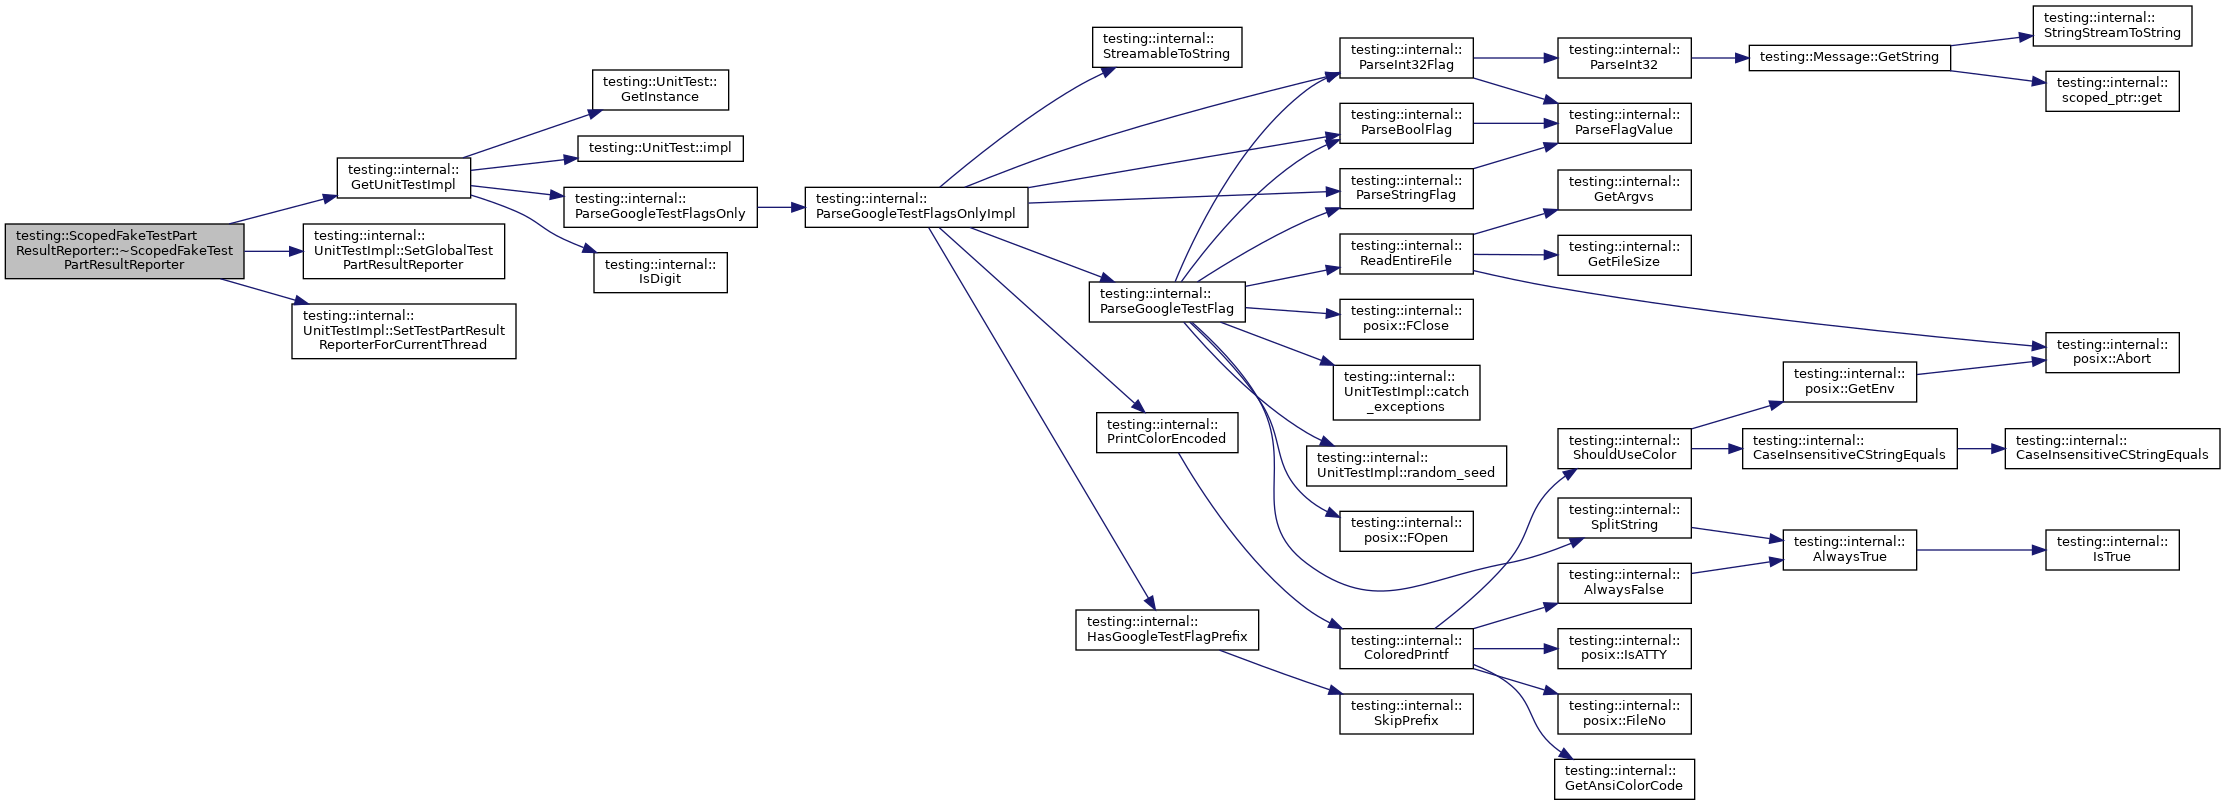 testing::ScopedFakeTestPart
ResultReporter::~ScopedFakeTest
PartResultReporter
testing::internal::
GetUnitTestImpl
testing::internal::
UnitTestImpl::SetGlobalTest
PartResultReporter
testing::internal::
UnitTestImpl::SetTestPartResult
ReporterForCurrentThread
testing::UnitTest::
GetInstance
testing::UnitTest::impl
testing::internal::
ParseGoogleTestFlagsOnly
testing::internal::
IsDigit
testing::internal::
ParseGoogleTestFlagsOnlyImpl
testing::internal::
StreamableToString
testing::internal::
ParseGoogleTestFlag
testing::internal::
PrintColorEncoded
testing::internal::
HasGoogleTestFlagPrefix
testing::internal::
ParseInt32Flag
testing::internal::
ParseBoolFlag
testing::internal::
ParseStringFlag
testing::internal::
ReadEntireFile
testing::internal::
posix::FClose
testing::internal::
UnitTestImpl::catch
_exceptions
testing::internal::
UnitTestImpl::random_seed
testing::internal::
posix::FOpen
testing::internal::
ColoredPrintf
testing::internal::
SkipPrefix
testing::internal::
ParseInt32
testing::internal::
ParseFlagValue
testing::internal::
GetArgvs
testing::internal::
GetFileSize
testing::internal::
ShouldUseColor
testing::internal::
SplitString
testing::internal::
AlwaysFalse
testing::internal::
posix::IsATTY
testing::internal::
posix::FileNo
testing::internal::
GetAnsiColorCode
testing::Message::GetString
testing::internal::
posix::GetEnv
testing::internal::
CaseInsensitiveCStringEquals
testing::internal::
AlwaysTrue
testing::internal::
StringStreamToString
testing::internal::
scoped_ptr::get
testing::internal::
posix::Abort
testing::internal::
CaseInsensitiveCStringEquals
testing::internal::
IsTrue